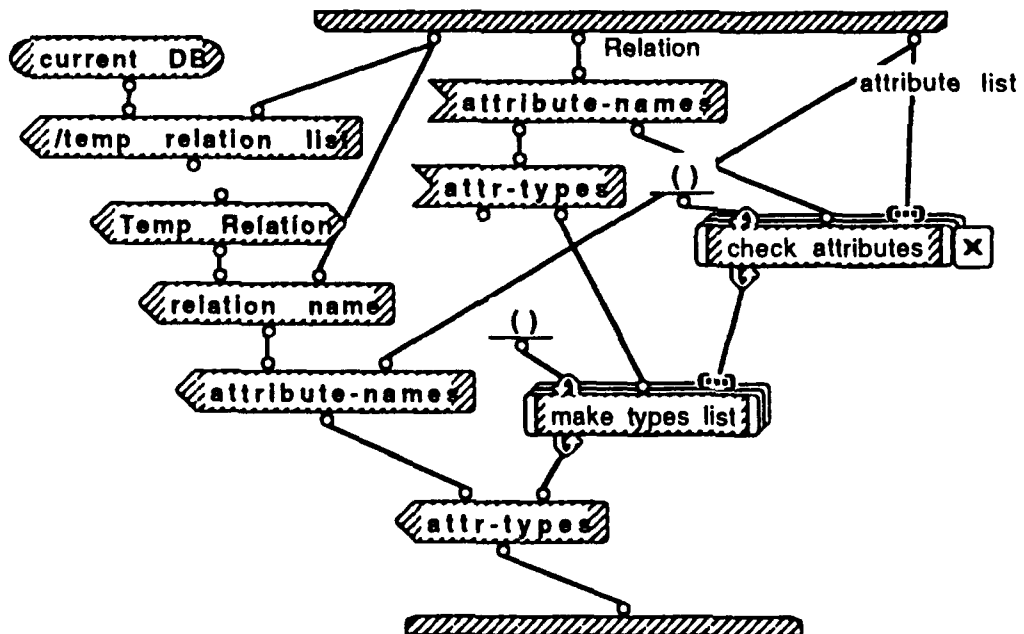 current DB
Relation
attribute list
attribute-names
/temp relation list
attr-types
()
Temp Relation
check attributes
relation name
()
attribute-names
make types list
attr-types